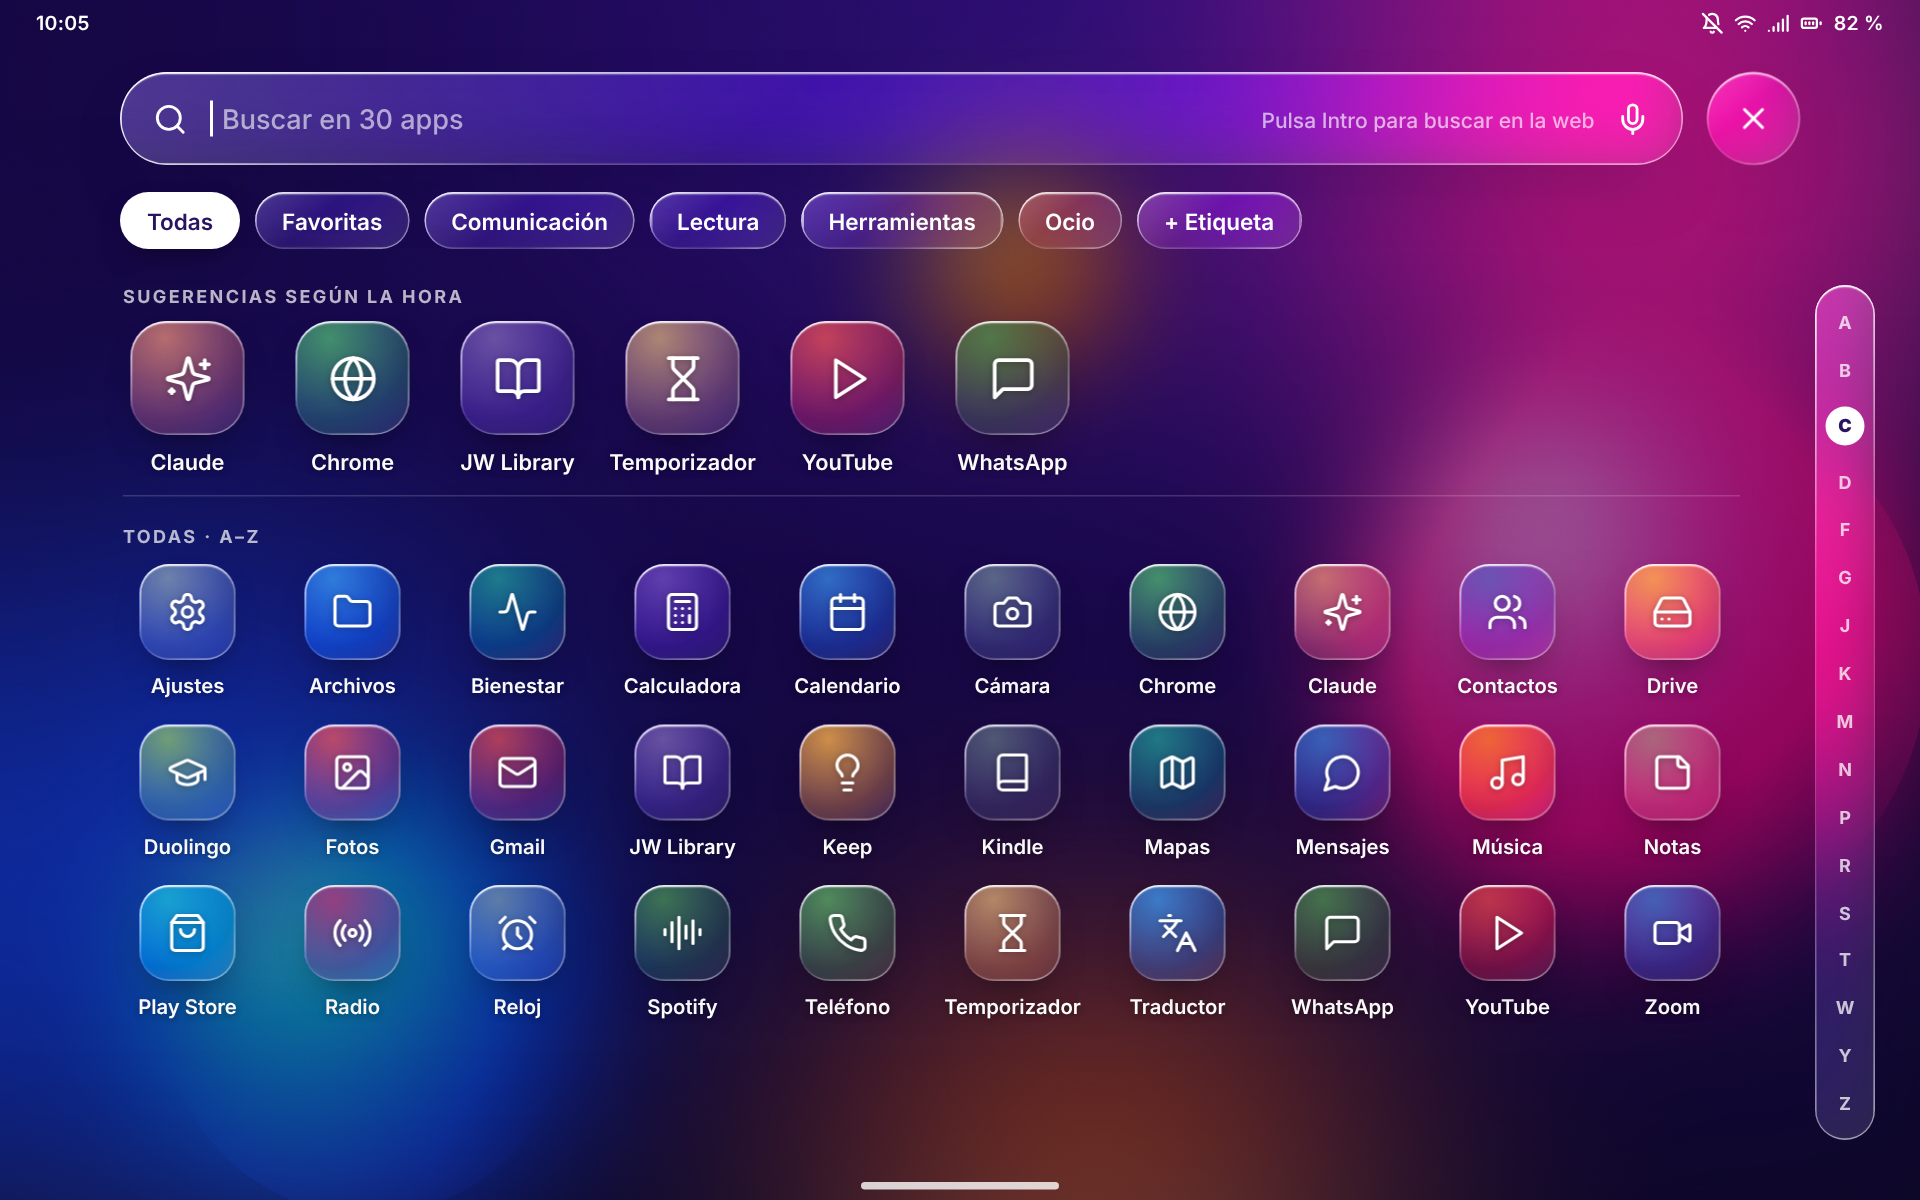 10:05
82 %
Buscar en 30 apps
Pulsa Intro para buscar en la web
Todas
Favoritas
Comunicación
Lectura
Herramientas
Ocio
+ Etiqueta
SUGERENCIAS SEGÚN LA HORA
Claude
Chrome
JW Library
Temporizador
YouTube
WhatsApp
TODAS · A–Z
Ajustes
Archivos
Bienestar
Calculadora
Calendario
Cámara
Chrome
Claude
Contactos
Drive
Duolingo
Fotos
Gmail
JW Library
Keep
Kindle
Mapas
Mensajes
Música
Notas
Play Store
Radio
Reloj
Spotify
Teléfono
Temporizador
Traductor
WhatsApp
YouTube
Zoom
A
B
C
D
F
G
J
K
M
N
P
R
S
T
W
Y
Z